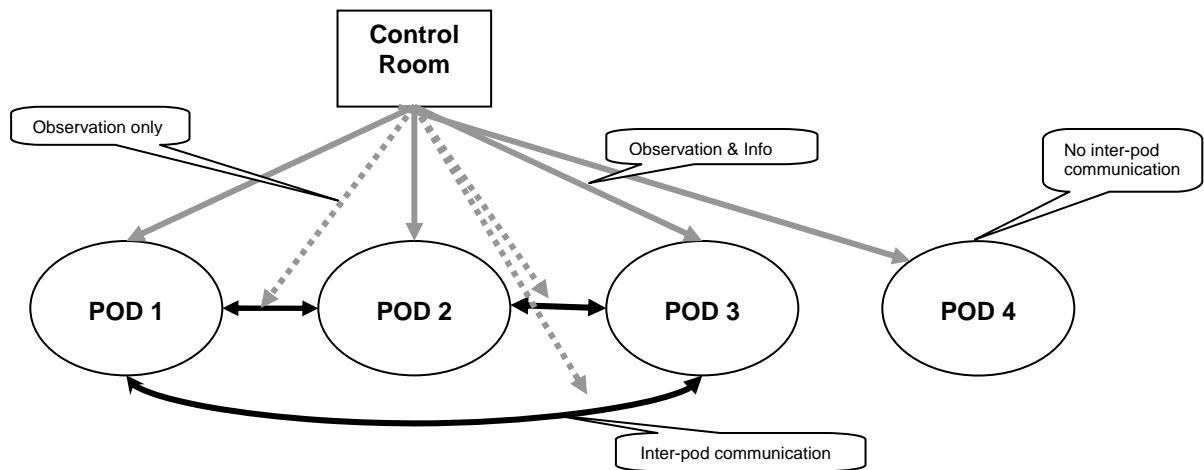 Control
Room
Observation only
Observation & Info
No inter-pod
communication
POD 1
POD 2
POD 3
POD 4
Inter-pod communication